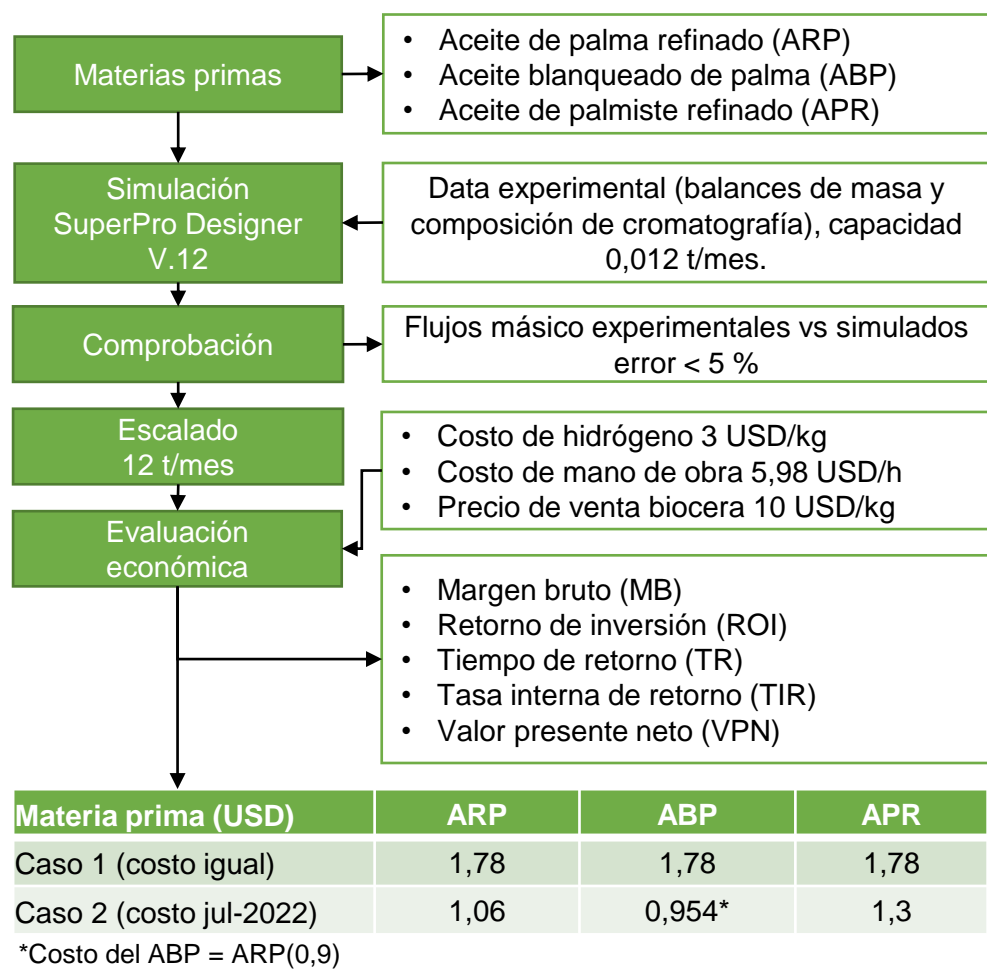 Materias primas
• Aceite de palma refinado (ARP)
• Aceite blanqueado de palma (ABP)
• Aceite de palmiste refinado (APR)
Simulación
SuperPro Designer
V.12
Data experimental (balances de masa y
composición de cromatografía), capacidad
0,012 t/mes.
Comprobación
Flujos másico experimentales vs simulados
error < 5 %
Escalado
12 t/mes
• Costo de hidrógeno 3 USD/kg
• Costo de mano de obra 5,98 USD/h
• Precio de venta biocera 10 USD/kg
Evaluación
económica
• Margen bruto (MB)
• Retorno de inversión (ROI)
• Tiempo de retorno (TR)
• Tasa interna de retorno (TIR)
• Valor presente neto (VPN)
Materia prima (USD) ARP ABP APR
Caso 1 (costo igual) 1,78 1,78 1,78
Caso 2 (costo jul-2022) 1,06 0,954* 1,3
*Costo del ABP = ARP(0,9)